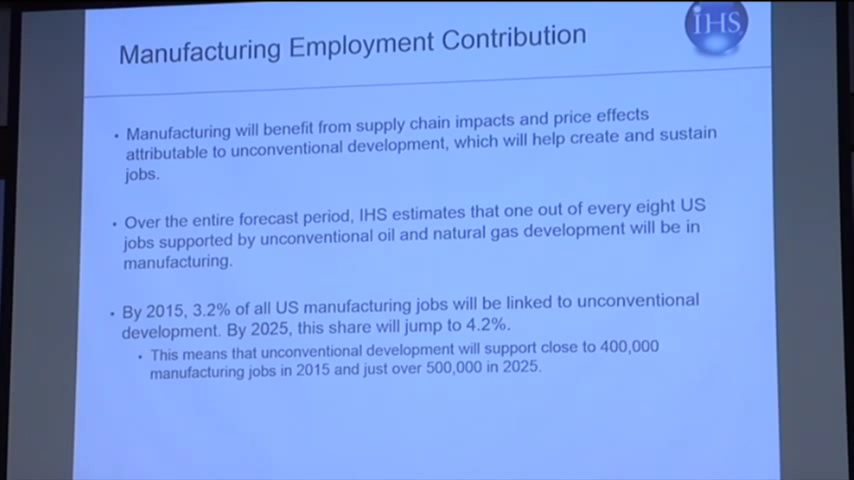 Manufacturing Employment Contribution
IHS
• Manufacturing will benefit from supply chain impacts and price effects
attributable to unconventional development, which will help create and sustain
jobs.
• Over the entire forecast period, IHS estimates that one out of every eight US
jobs supported by unconventional oil and natural gas development will be in
manufacturing.
• By 2015, 3.2% of all US manufacturing jobs will be linked to unconventional
development. By 2025, this share will jump to 4.2%.
• This means that unconventional development will support close to 400,000
manufacturing jobs in 2015 and just over 500,000 in 2025.